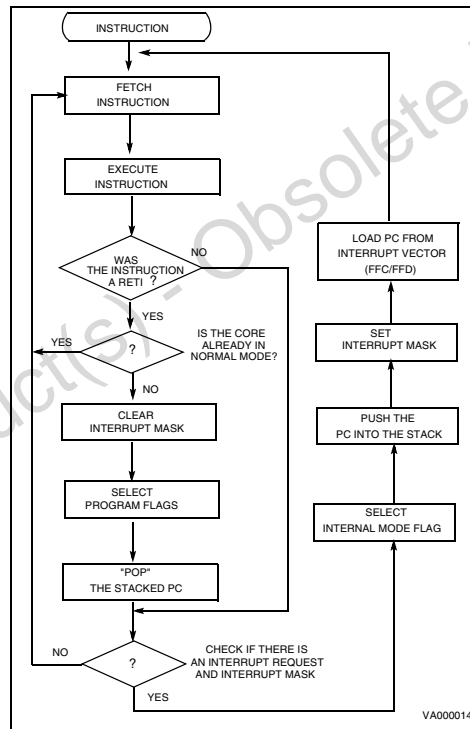 INSTRUCTION
FETCH
INSTRUCTION
EXECUTE
INSTRUCTION
WAS
THE INSTRUCTION
A RETI ?
NO
YES
?
IS THE CORE
ALREADY IN
NORMAL MODE?
YES
NO
CLEAR
INTERRUPT MASK
SELECT
PROGRAM FLAGS
"POP"
THE STACKED PC
?
CHECK IF THERE IS
AN INTERRUPT REQUEST
AND INTERRUPT MASK
NO
YES
SELECT
INTERNAL MODE FLAG
PUSH THE
PC INTO THE STACK
SET
INTERRUPT MASK
LOAD PC FROM
INTERRUPT VECTOR
(FFC/FFD)
VA000014
duct(s) - Obsolete